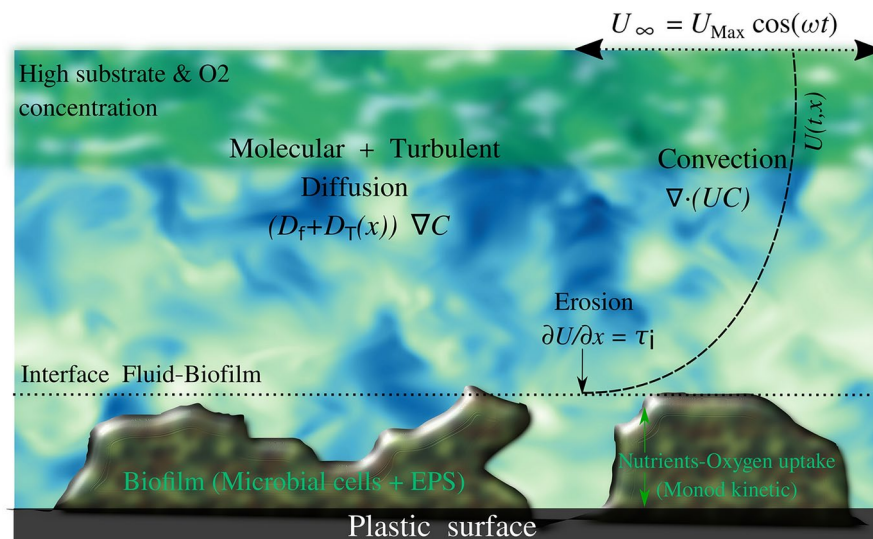 U∞ = UMax cos(ωt)
High substrate & O2
concentration
U(t,x)
Molecular + Turbulent
Diffusion
(Df+DT(x)) ∇C
Convection
∇·(UC)
Erosion
∂U/∂x = τi
Interface Fluid-Biofilm
Biofilm (Microbial cells + EPS)
Nutrients-Oxygen uptake
(Monod kinetic)
Plastic surface